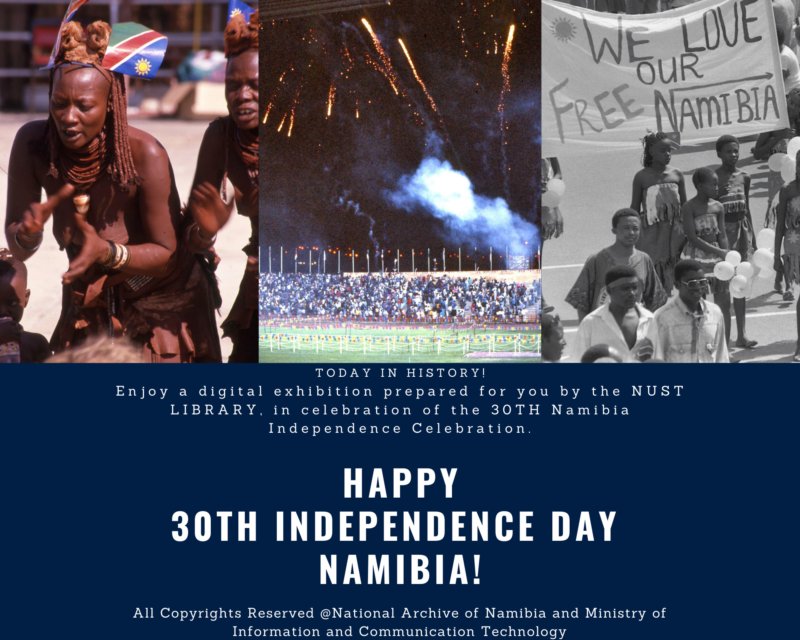 WE LOVE
OUR
FREE NAMIBIA
TODAY IN HISTORY!
Enjoy a digital exhibition prepared for you by the NUST
LIBRARY, in celebration of the 30TH Namibia
Independence Celebration.
HAPPY
30TH INDEPENDENCE DAY
NAMIBIA!
All Copyrights Reserved @National Archive of Namibia and Ministry of
Information and Communication Technology